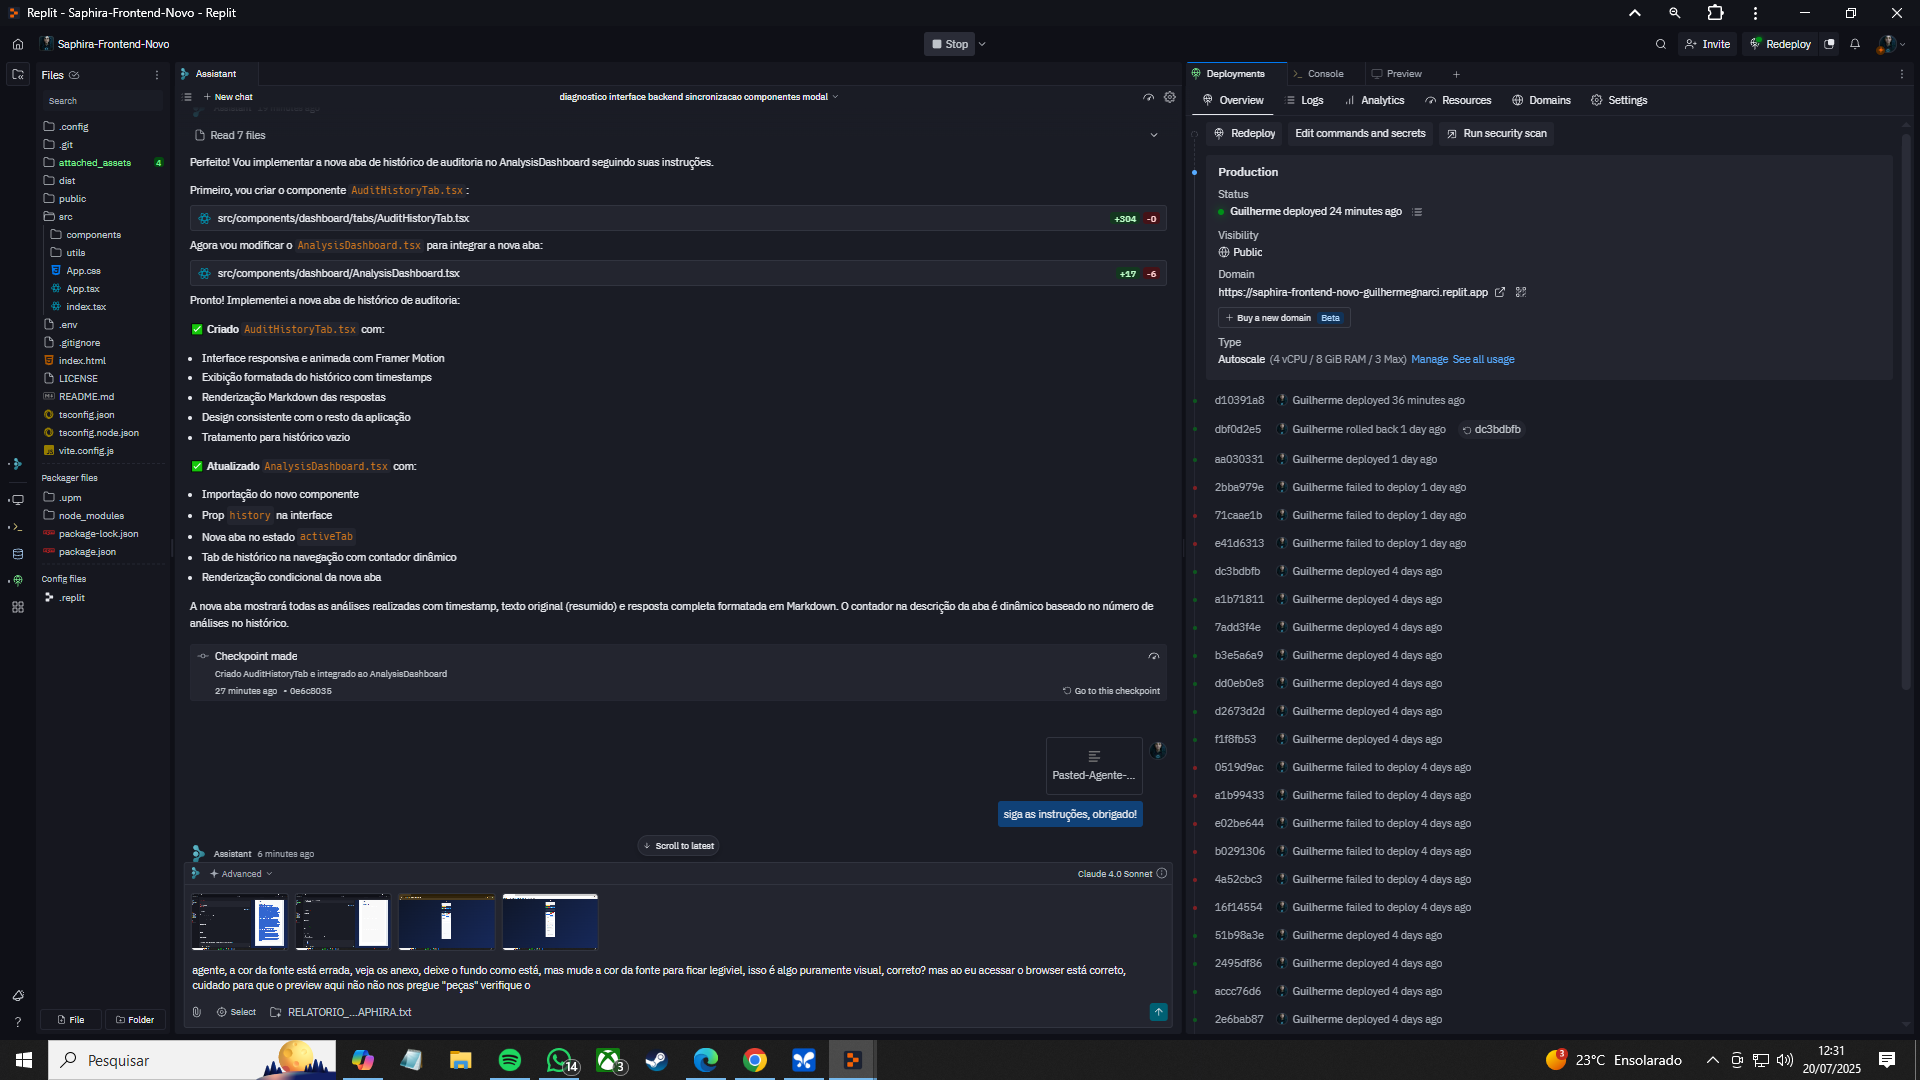 Replit - Saphira-Frontend-Novo - Replit
Saphira-Frontend-Novo
Stop
Invite
Redeploy
Files
Search
.config
.git
attached_assets 4
dist
public
src
components
utils
App.css
App.tsx
index.tsx
.env
.gitignore
index.html
LICENSE
README.md
tsconfig.json
tsconfig.node.json
vite.config.js
Packager files
.upm
node_modules
package-lock.json
package.json
Config files
.replit
File
Folder
Assistant
New chat
diagnostico interface backend sincronizacao componentes modal
Read 7 files
Perfeito! Vou implementar a nova aba de histórico de auditoria no AnalysisDashboard seguindo suas instruções.
Primeiro, vou criar o componente AuditHistoryTab.tsx :
src/components/dashboard/tabs/AuditHistoryTab.tsx +304 -0
Agora vou modificar o AnalysisDashboard.tsx para integrar a nova aba:
src/components/dashboard/AnalysisDashboard.tsx +17 -6
Pronto! Implementei a nova aba de histórico de auditoria:
✅ Criado AuditHistoryTab.tsx com:
• Interface responsiva e animada com Framer Motion
• Exibição formatada do histórico com timestamps
• Renderização Markdown das respostas
• Design consistente com o resto da aplicação
• Tratamento para histórico vazio
✅ Atualizado AnalysisDashboard.tsx com:
• Importação do novo componente
• Prop history na interface
• Nova aba no estado activeTab
• Tab de histórico na navegação com contador dinâmico
• Renderização condicional da nova aba
A nova aba mostrará todas as análises realizadas com timestamp, texto original (resumido) e resposta completa formatada em Markdown. O contador na descrição da aba é dinâmico baseado no número de
análises no histórico.
Checkpoint made
Criado AuditHistoryTab e integrado ao AnalysisDashboard
27 minutes ago • 0e6c8035
Go to this checkpoint
Pasted-Agente-...
siga as instruções, obrigado!
Scroll to latest
Assistant 6 minutes ago
Advanced
Claude 4.0 Sonnet
agente, a cor da fonte está errada, veja os anexo, deixe o fundo como está, mas mude a cor da fonte para ficar legiviel, isso é algo puramente visual, correto? mas ao eu acessar o browser está correto,
cuidado para que o preview aqui não não nos pregue "peças" verifique o
Select
RELATORIO_...APHIRA.txt
Deployments
Console
Preview
Overview
Logs
Analytics
Resources
Domains
Settings
Redeploy
Edit commands and secrets
Run security scan
Production
Status
Guilherme deployed 24 minutes ago
Visibility
Public
Domain
https://saphira-frontend-novo-guilhermegnarci.replit.app
Buy a new domain Beta
Type
Autoscale (4 vCPU / 8 GiB RAM / 3 Max) Manage See all usage
d10391a8 Guilherme deployed 36 minutes ago
dbf0d2e5 Guilherme rolled back 1 day ago dc3bdbfb
aa030331 Guilherme deployed 1 day ago
2bba979e Guilherme failed to deploy 1 day ago
71caae1b Guilherme failed to deploy 1 day ago
e41d6313 Guilherme failed to deploy 1 day ago
dc3bdbfb Guilherme deployed 4 days ago
a1b71811 Guilherme deployed 4 days ago
7add3f4e Guilherme deployed 4 days ago
b3e5a6a9 Guilherme deployed 4 days ago
dd0eb0e8 Guilherme deployed 4 days ago
d2673d2d Guilherme deployed 4 days ago
f1f8fb53 Guilherme deployed 4 days ago
0519d9ac Guilherme failed to deploy 4 days ago
a1b99433 Guilherme failed to deploy 4 days ago
e02be644 Guilherme failed to deploy 4 days ago
b0291306 Guilherme failed to deploy 4 days ago
4a52cbc3 Guilherme failed to deploy 4 days ago
16f14554 Guilherme failed to deploy 4 days ago
51b98a3e Guilherme deployed 4 days ago
2495df86 Guilherme deployed 4 days ago
accc76d6 Guilherme deployed 4 days ago
2e6bab87 Guilherme deployed 4 days ago
Pesquisar
14
3
3
23°C Ensolarado
12:31
20/07/2025